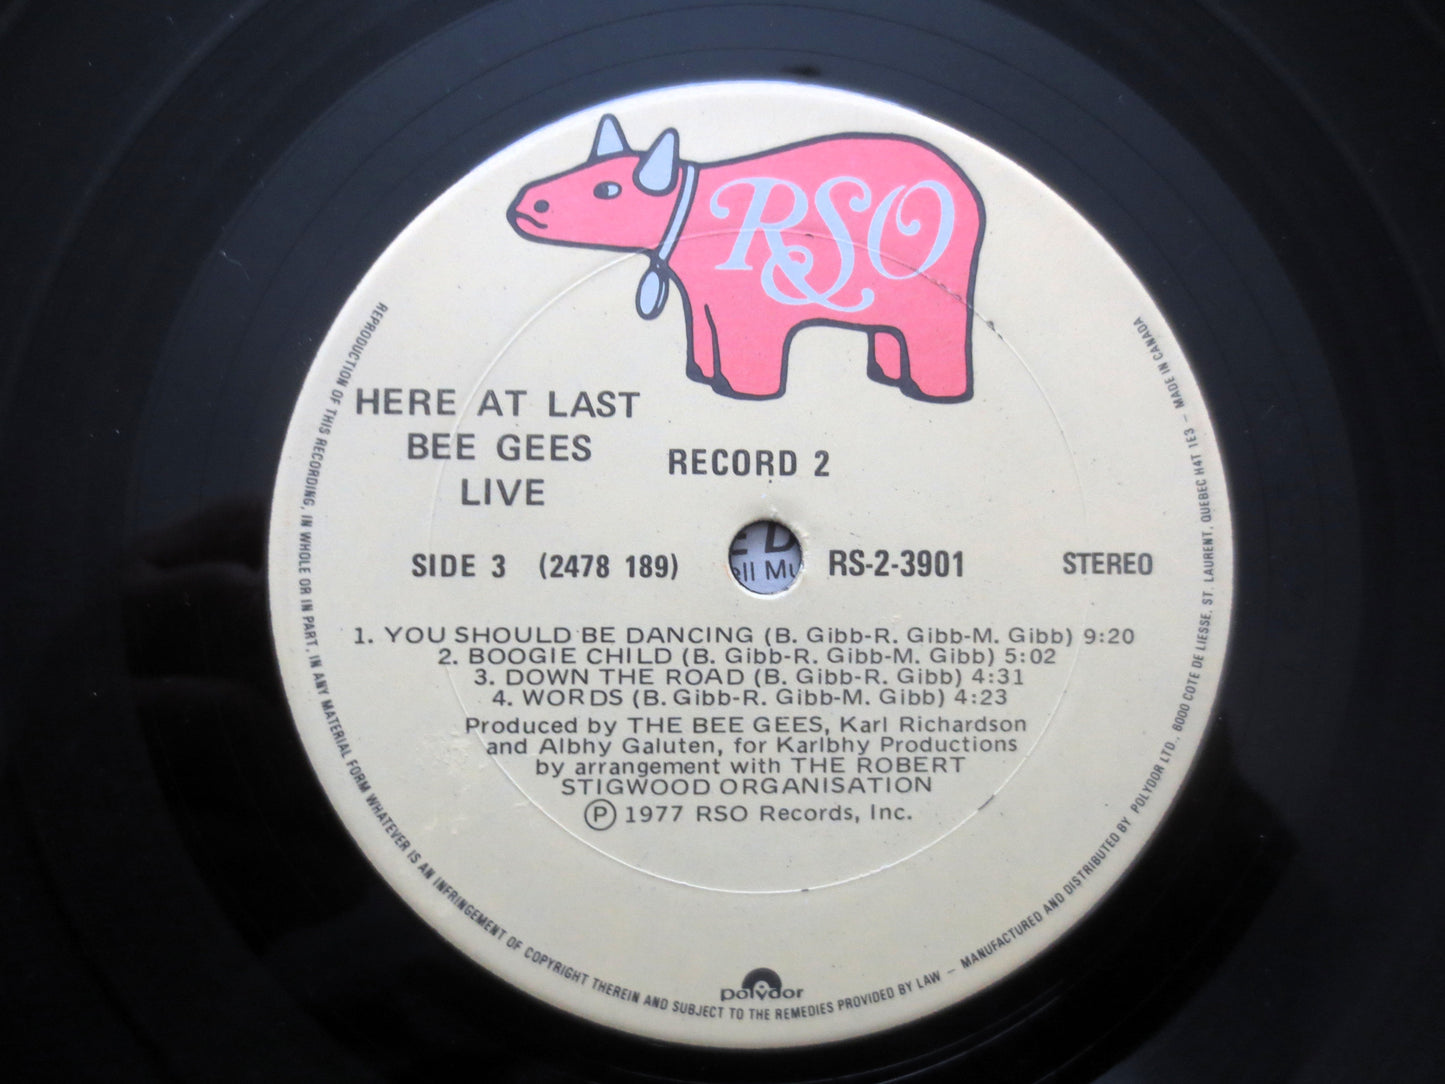 RSO
HERE AT LAST
BEE GEES
LIVE
RECORD 2
SIDE 3 (2478 189)
RS-2-3901
STEREO
1. YOU SHOULD BE DANCING (B. Gibb-R. Gibb-M. Gibb) 9:20
2. BOOGIE CHILD (B. Gibb-R. Gibb-M. Gibb) 5:02
3. DOWN THE ROAD (B. Gibb-R. Gibb) 4:31
4. WORDS (B. Gibb-R. Gibb-M. Gibb) 4:23
Produced by THE BEE GEES, Karl Richardson
and Albhy Galuten, for Karlbhy Productions
by arrangement with THE ROBERT
STIGWOOD ORGANISATION
Ⓟ 1977 RSO Records, Inc.
polydor
REPRODUCTION OF THIS RECORDING, IN WHOLE OR IN PART, IN ANY MATERIAL FORM WHATEVER IS AN INFRINGEMENT OF COPYRIGHT THEREIN AND SUBJECT TO THE REMEDIES PROVIDED BY LAW – MANUFACTURED AND DISTRIBUTED BY POLYDOR LTD., 6000 COTE DE LIESSE, ST. LAURENT, QUEBEC H4T 1E3 – MADE IN CANADA